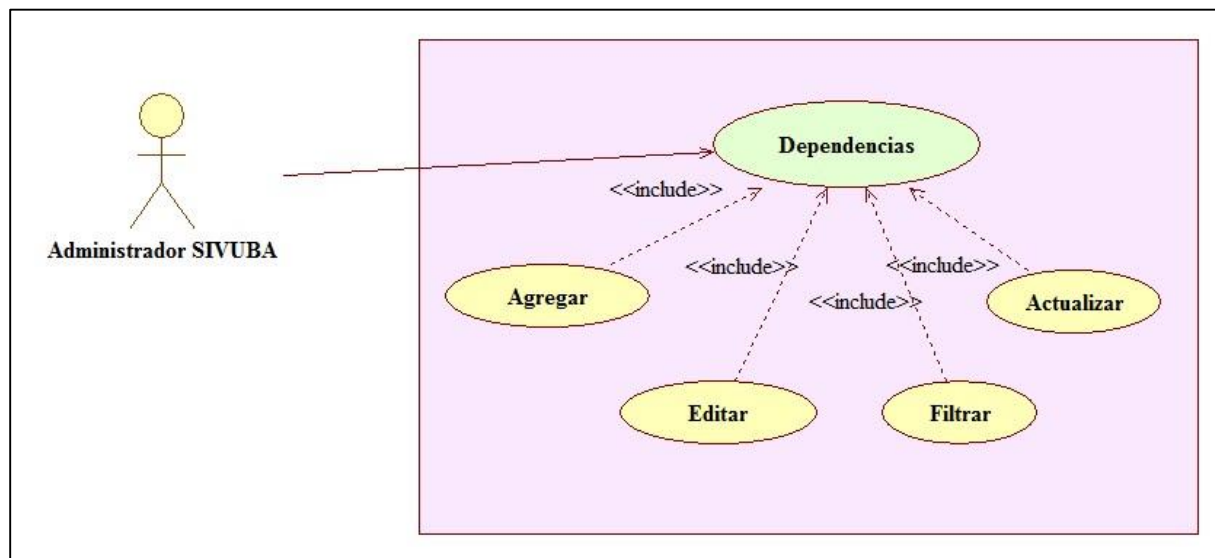 Dependencias
<<include>>
Administrador SIVUBA
<<include>>
<<include>>
Agregar
<<include>>
Actualizar
Editar
Filtrar